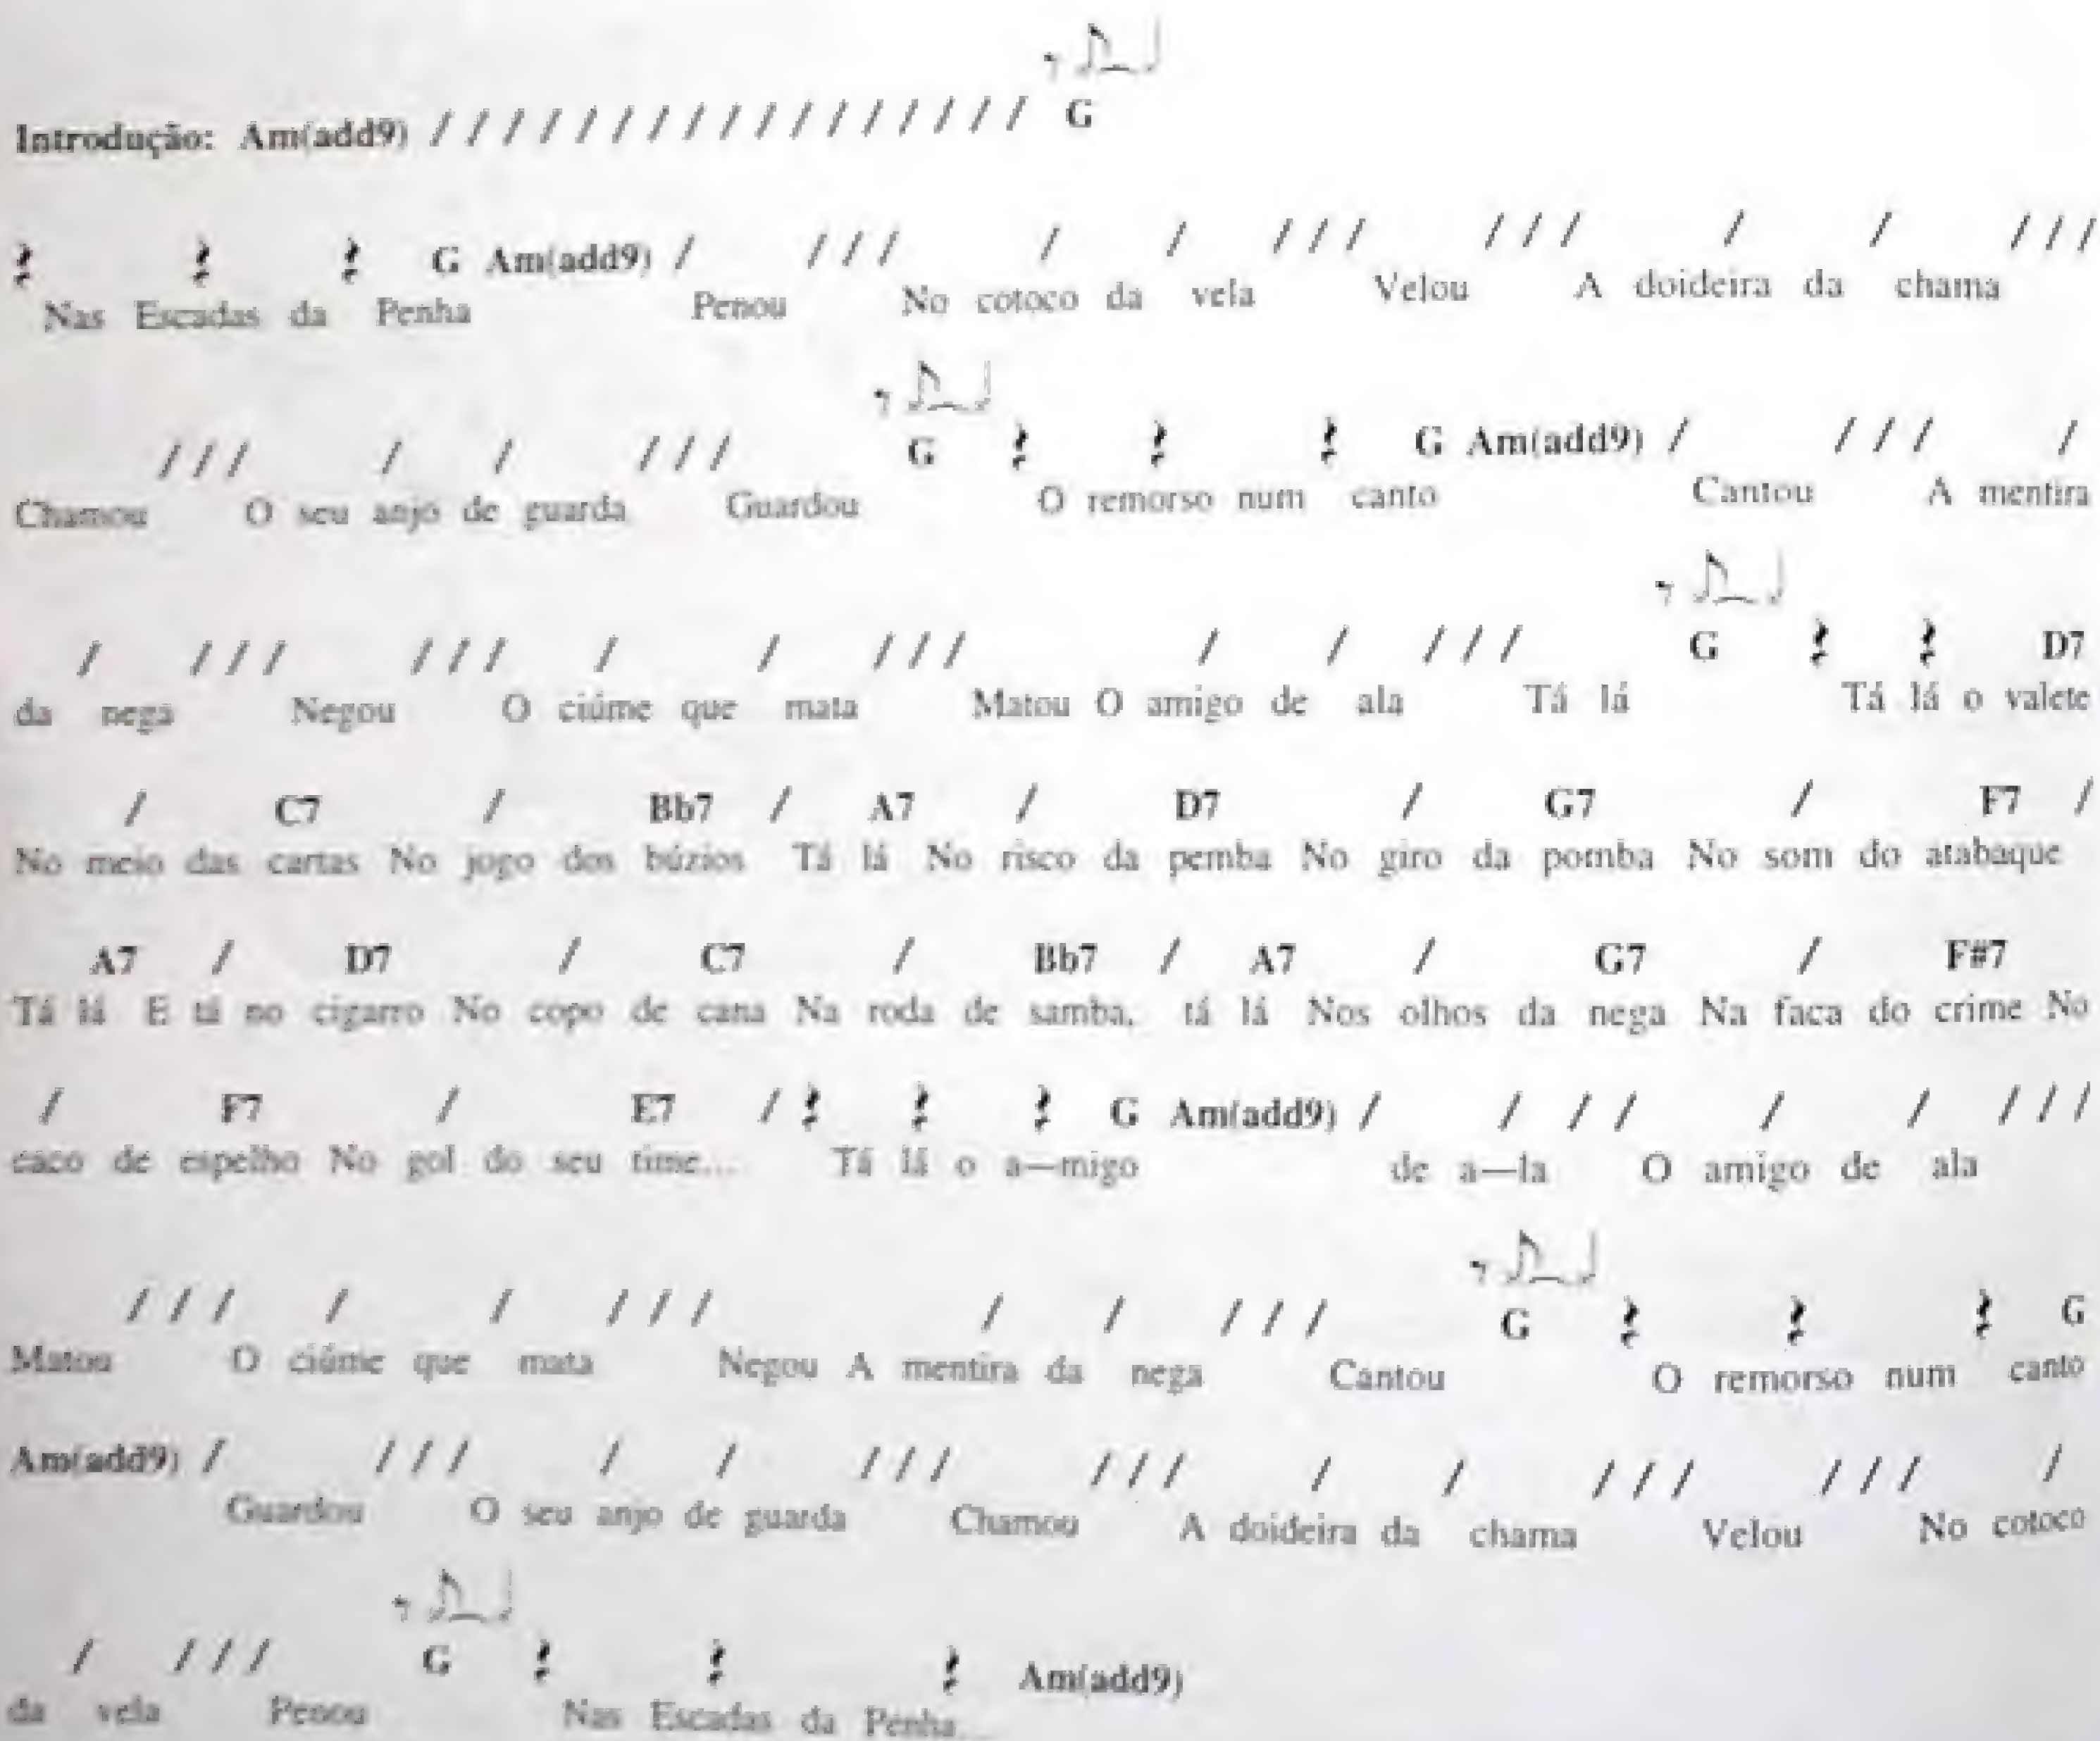 Introdução: Am(add9) / / / / / / / / / / / / / / / / / G
G Am(add9) / / / / / / / / / / / / / / / / /
Nas Escadas da Penha Penou No cotoco da vela Velou A doideira da chama
/ / / / / / / / G G Am(add9) / / / / /
Chamou O seu anjo de guarda Guardou O remorso num canto Cantou A mentira
/ / / / / / / / / / / / / / / / / G D7
da nega Negou O ciúme que mata Matou O amigo de ala Tá lá Tá lá o valete
/ C7 / Bb7 / A7 / D7 / G7 / F7 /
No meio das cartas No jogo dos búzios Tá lá No risco da pemba No giro da pomba No som do atabaque
A7 / D7 / C7 / Bb7 / A7 / G7 / F#7
Tá lá E tá no cigarro No copo de cana Na roda de samba, tá lá Nos olhos da nega Na faca do crime No
/ F7 / E7 / G Am(add9) / / / / / / / / /
caco de espelho No gol do seu time... Tá lá o a—migo de a—la O amigo de ala
/ / / / / / / / / / / / / G G
Matou O ciúme que mata Negou A mentira da nega Cantou O remorso num canto
Am(add9) / / / / / / / / / / / / / / / / / / / /
Guardou O seu anjo de guarda Chamou A doideira da chama Velou No cotoco
/ / / / G Am(add9)
da vela Penou Nas Escadas da Penha...